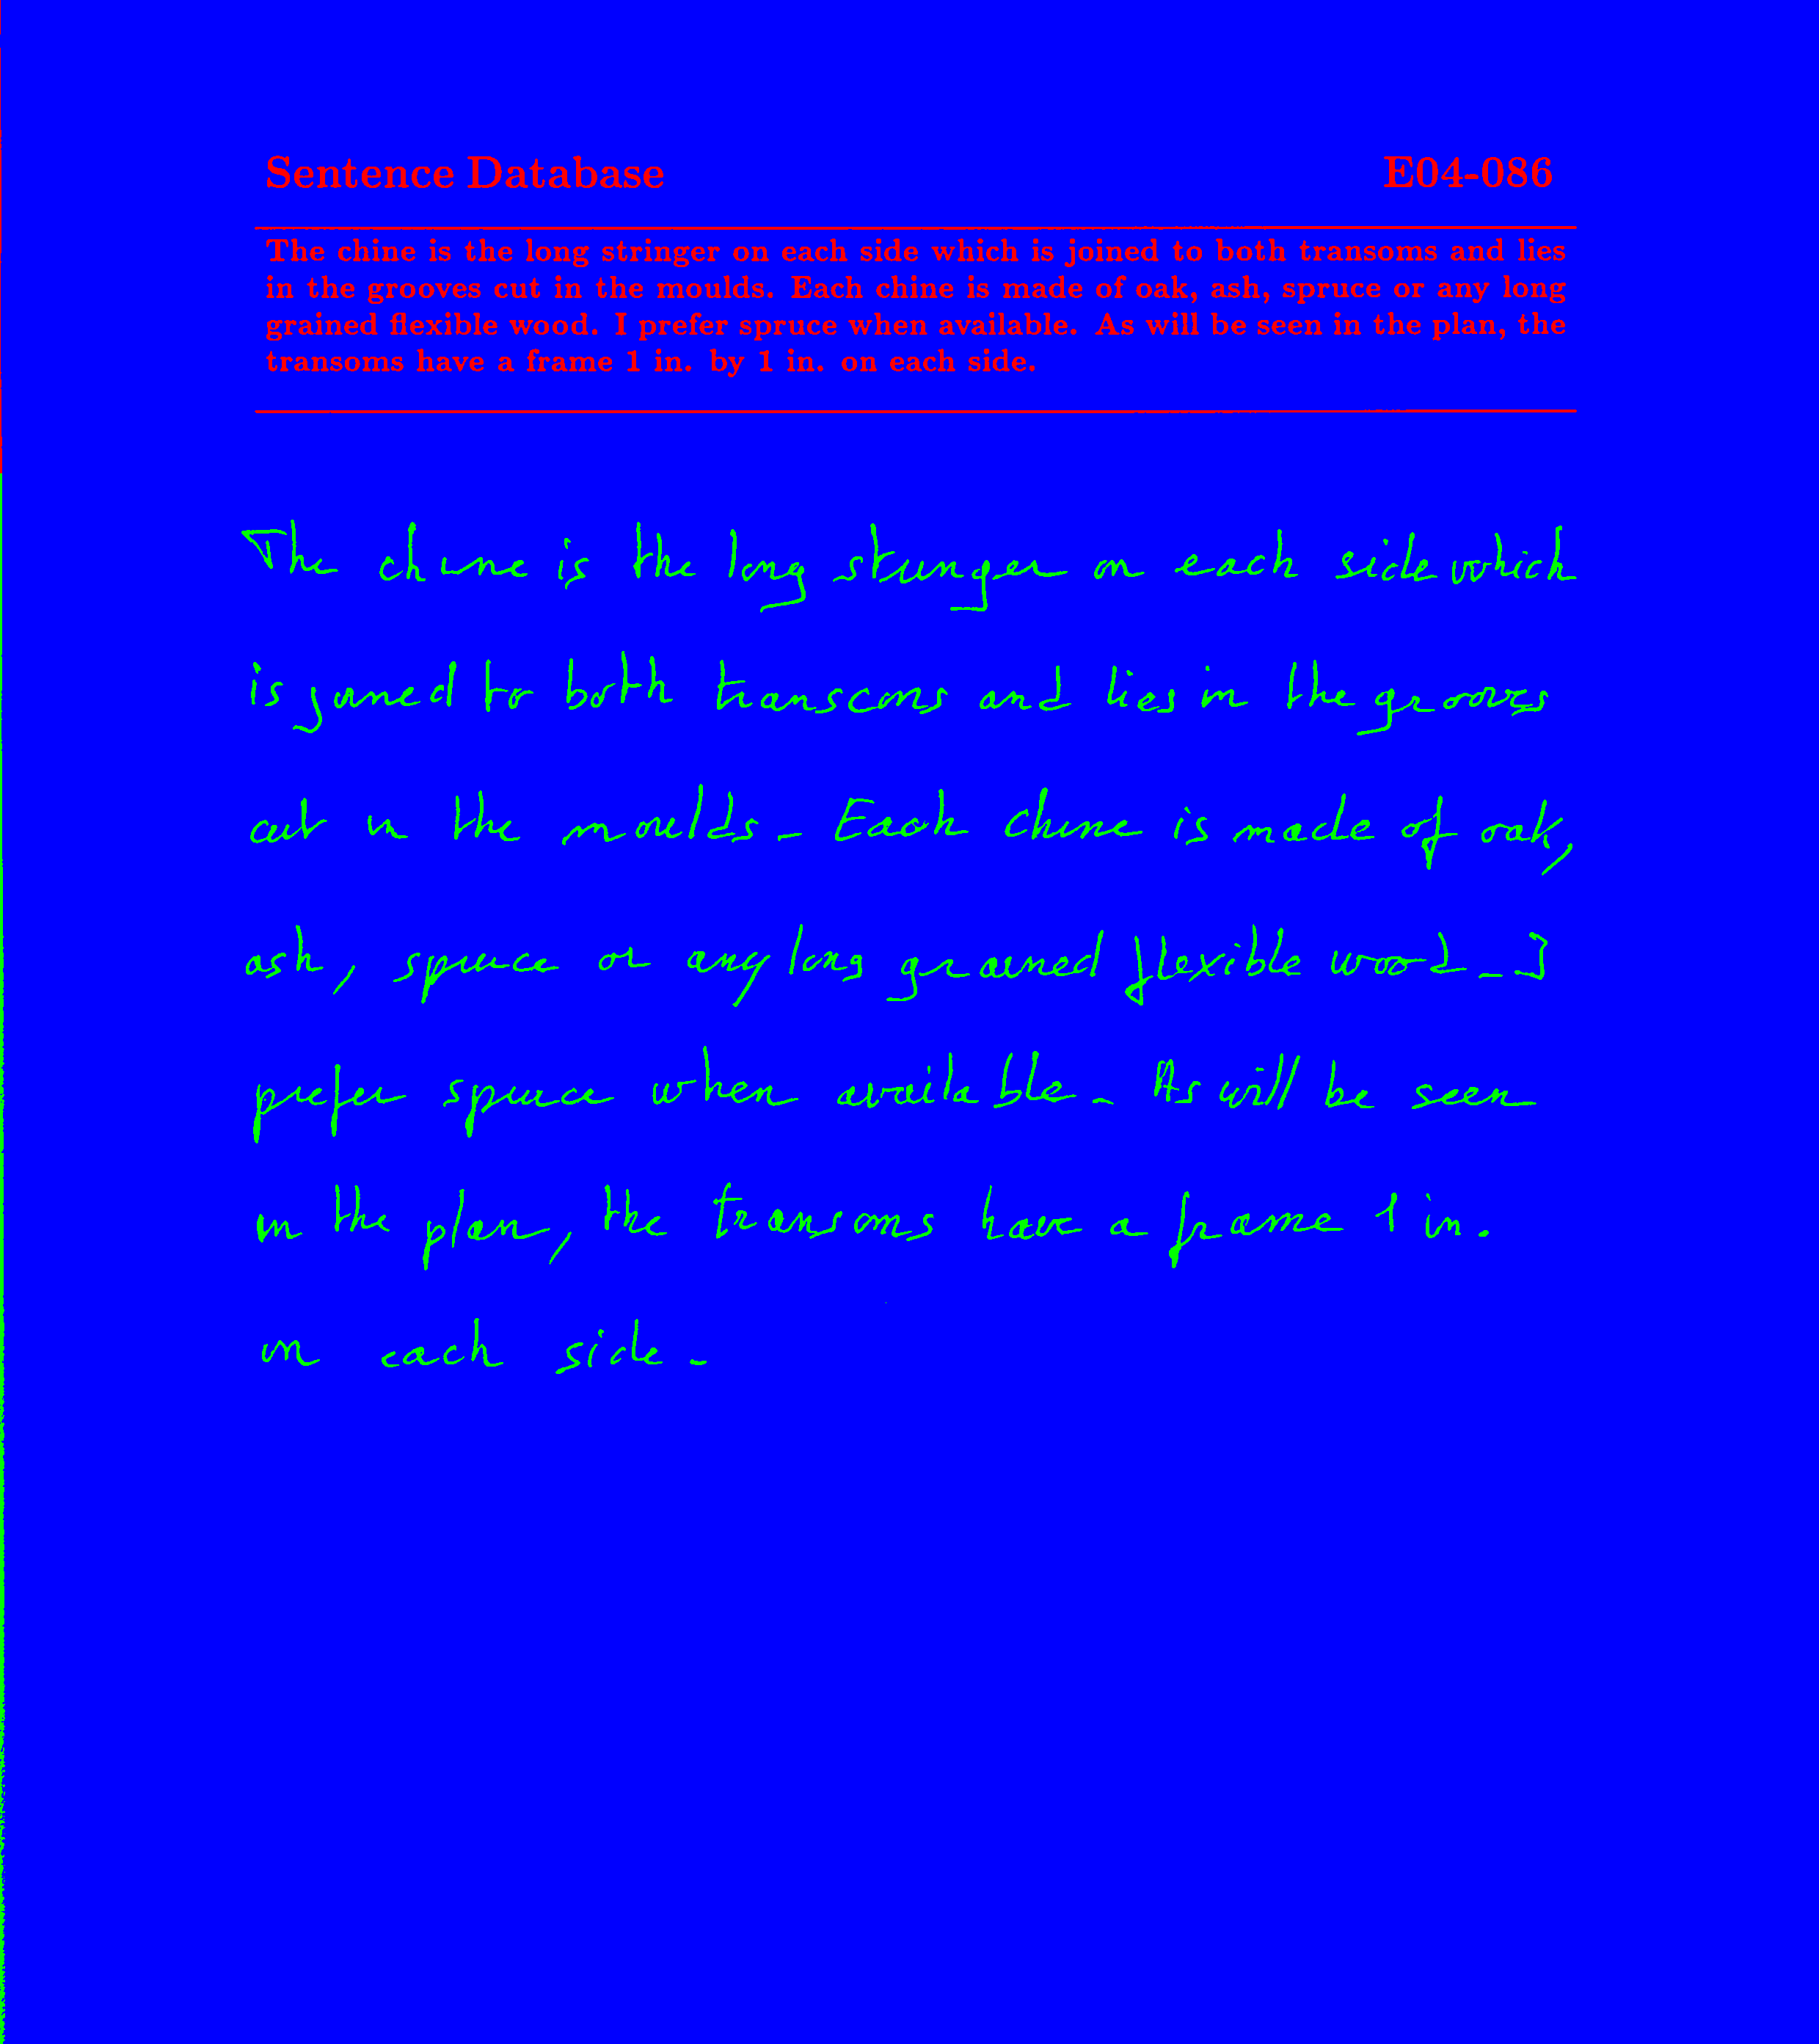 Sentence Database E04-086
The chine is the long stringer on each side which is joined to both transoms and lies
in the grooves cut in the moulds. Each chine is made of oak, ash, spruce or any long
grained flexible wood. I prefer spruce when available. As will be seen in the plan, the
transoms have a frame 1 in. by 1 in. on each side.
The chine is the long stringer on each side which
is joined to both transoms and lies in the grooves
cut in the moulds. Each chine is made of oak,
ash, spruce or any long grained flexible wood. I
prefer spruce when available. As will be seen
in the plan, the transoms have a frame 1 in.
on each side.